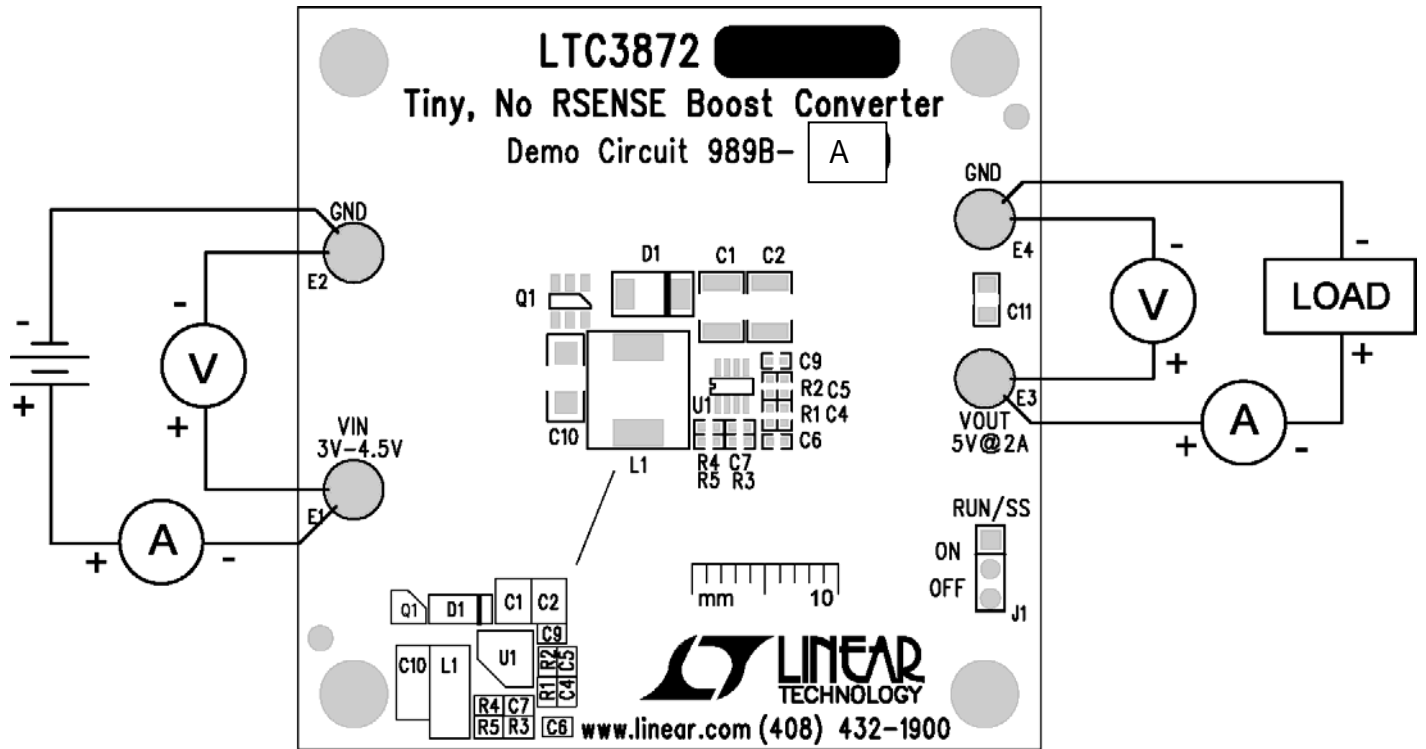 LTC3872
Tiny, No RSENSE Boost Converter
Demo Circuit 989B- A
GND
E2
-
+
-
V
+
VIN
3V-4.5V
E1
+
A
-
GND
E4
-
V
+
-
LOAD
+
C11
E3
VOUT
5V@2A
+
A
-
D1
C1
C2
Q1
C9
R2 C5
U1
R1 C4
C10
C6
L1
R4 C7
R5 R3
RUN/SS
ON
OFF
J1
mm 10
Q1
D1
C1
C2
C9
C10
L1
U1
R2
C5
R1
C4
R4
C7
R5
R3
C6
LINEAR
TECHNOLOGY
www.linear.com (408) 432-1900